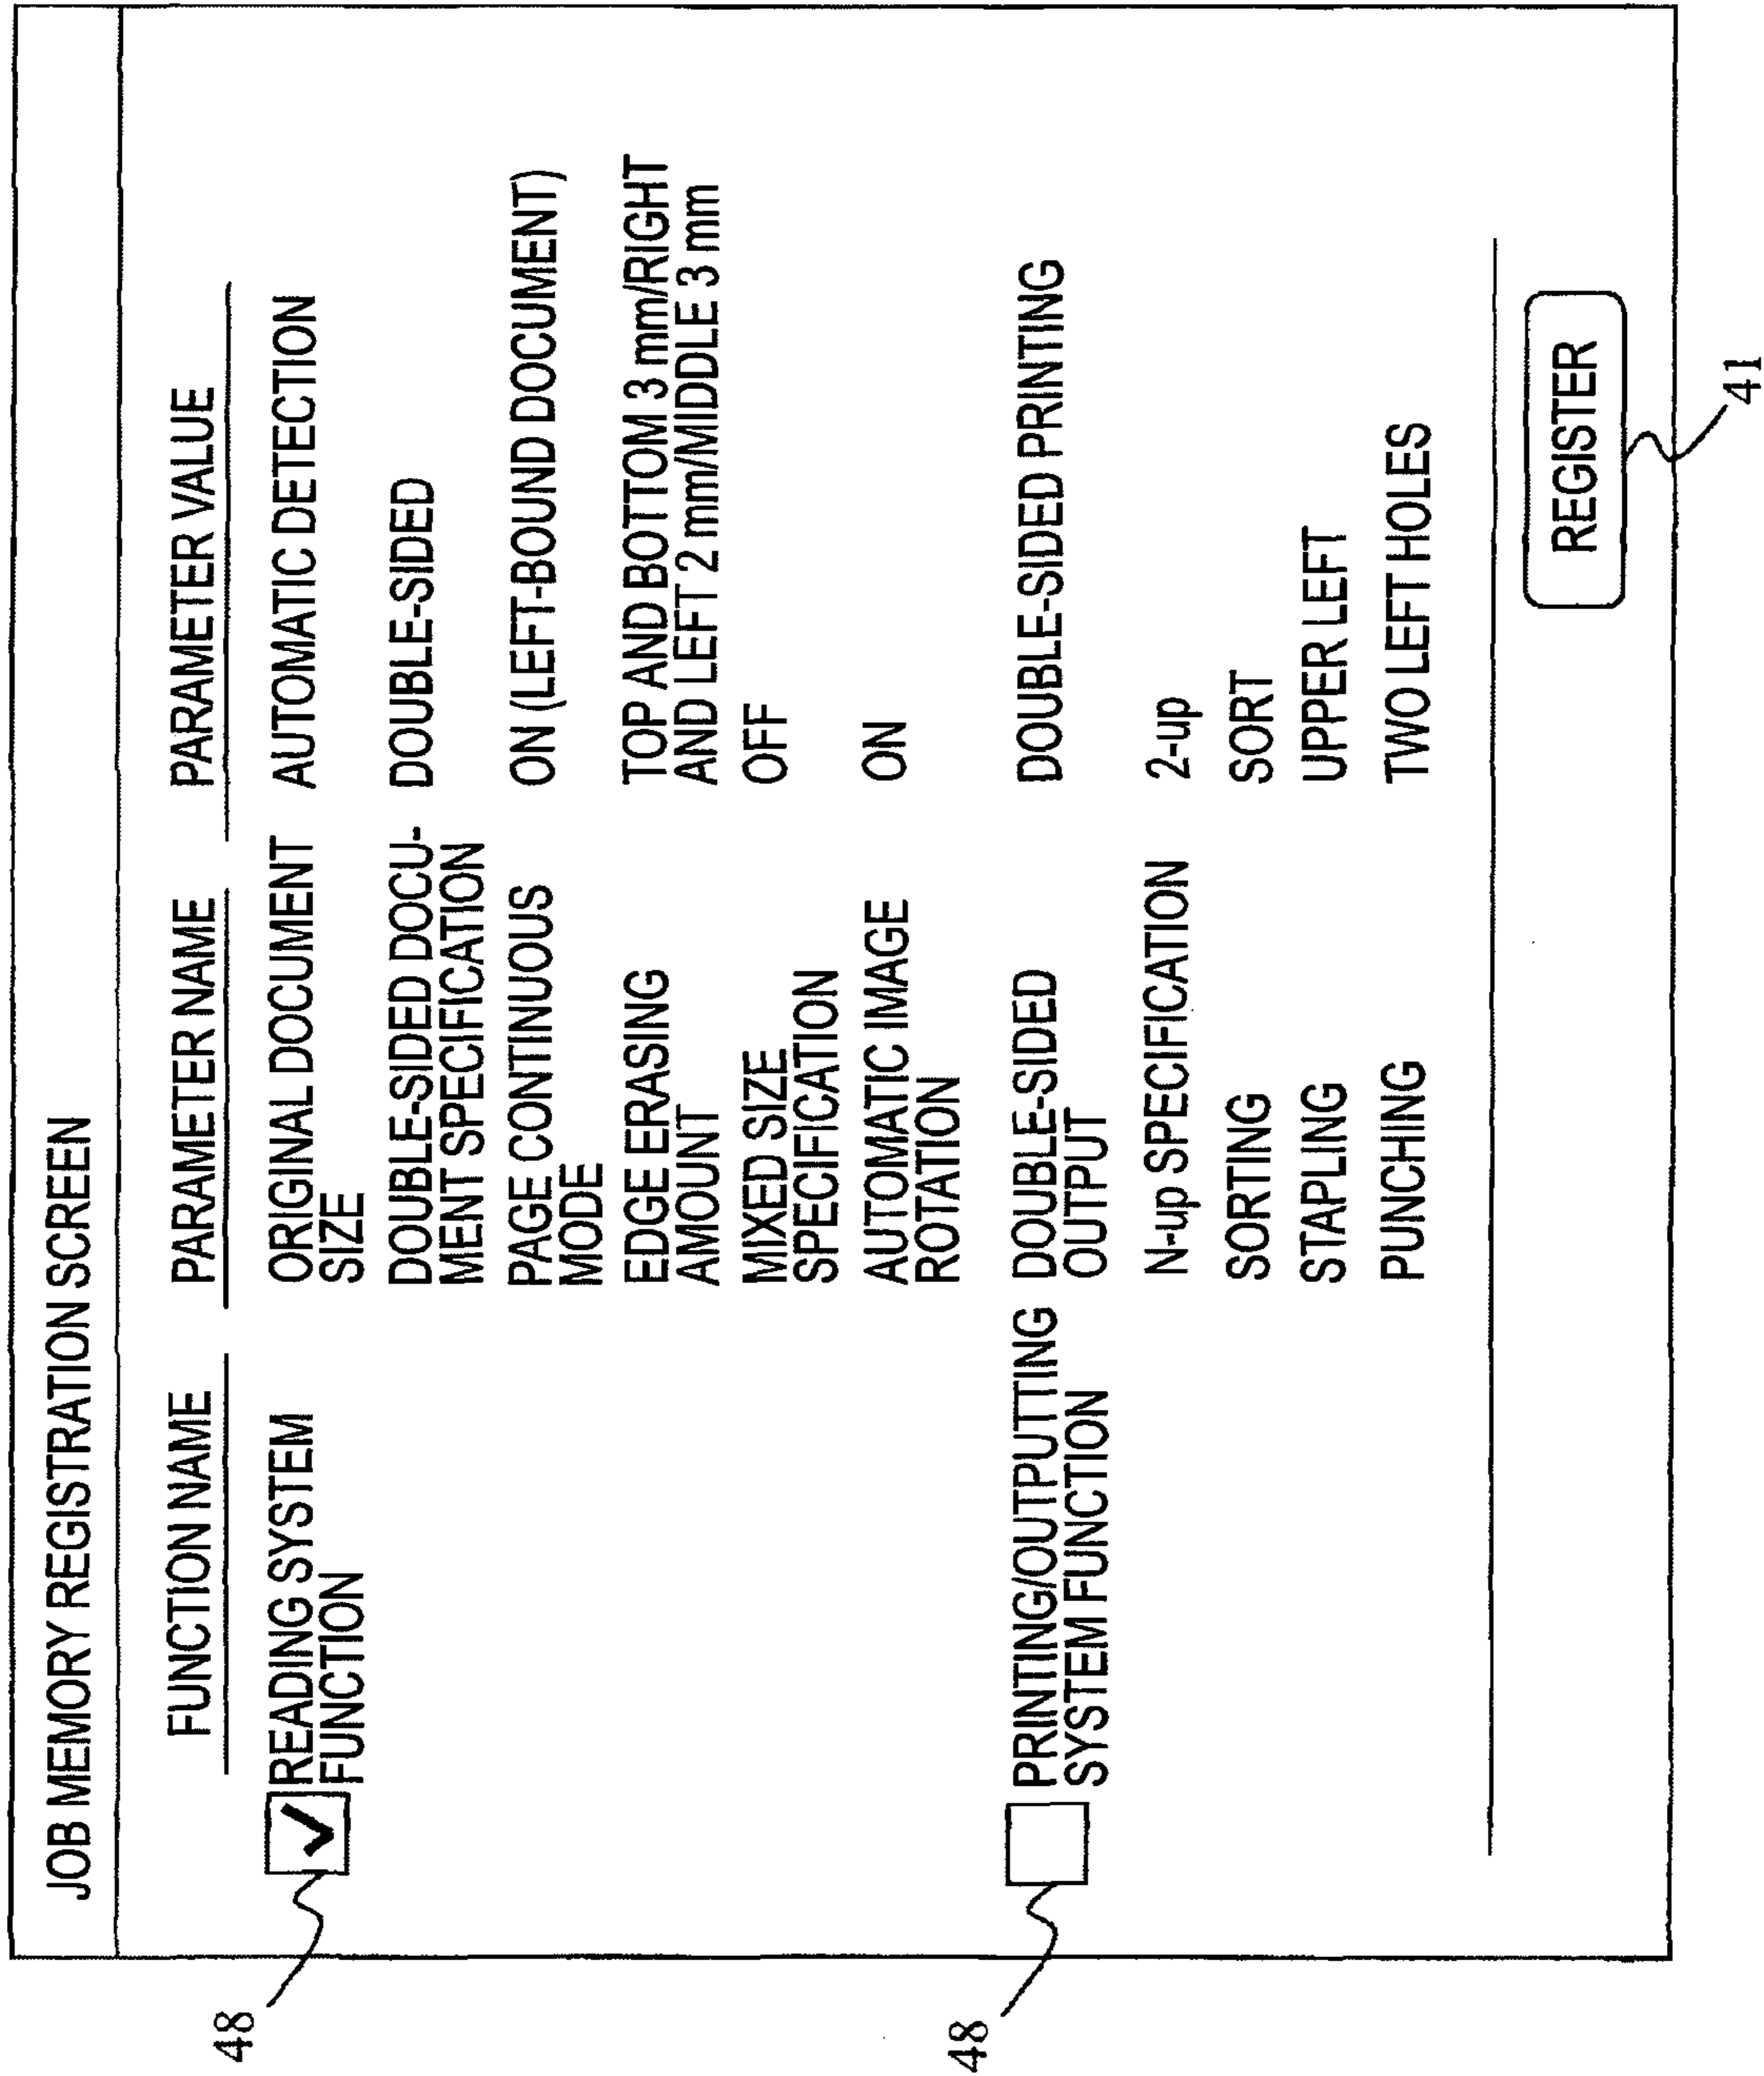 JOB MEMORY REGISTRATION SCREEN
FUNCTION NAME PARAMETER NAME PARAMETER VALUE
48
READING SYSTEM FUNCTION
ORIGINAL DOCUMENT SIZE AUTOMATIC DETECTION
DOUBLE-SIDED DOCU-
MENT SPECIFICATION
DOUBLE-SIDED
PAGE CONTINUOUS
MODE
ON (LEFT-BOUND DOCUMENT)
EDGE ERASING
AMOUNT
TOP AND BOTTOM 3 mm/RIGHT
AND LEFT 2 mm/MIDDLE 3 mm
MIXED SIZE
SPECIFICATION
OFF
AUTOMATIC IMAGE
ROTATION
ON
48
PRINTING/OUTPUTTING
SYSTEM FUNCTION
DOUBLE-SIDED
OUTPUT
DOUBLE-SIDED PRINTING
N-up SPECIFICATION 2-up
SORTING SORT
STAPLING UPPER LEFT
PUNCHING TWO LEFT HOLES
REGISTER
41